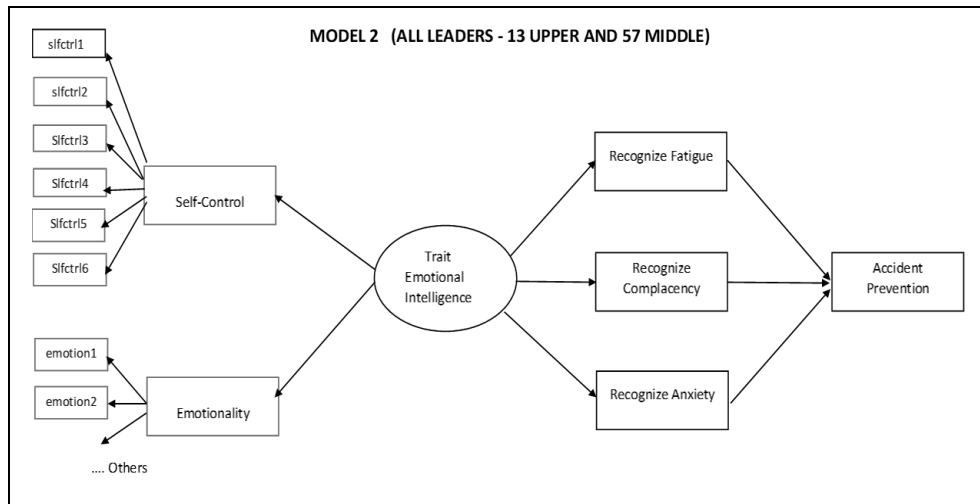 MODEL 2 (ALL LEADERS - 13 UPPER AND 57 MIDDLE)
slfctrl1
slfctrl2
Slfctrl3
Slfctrl4
Slfctrl5
Slfctrl6
Self-Control
emotion1
emotion2
.... Others
Emotionality
Trait
Emotional
Intelligence
Recognize Fatigue
Recognize
Complacency
Recognize Anxiety
Accident
Prevention